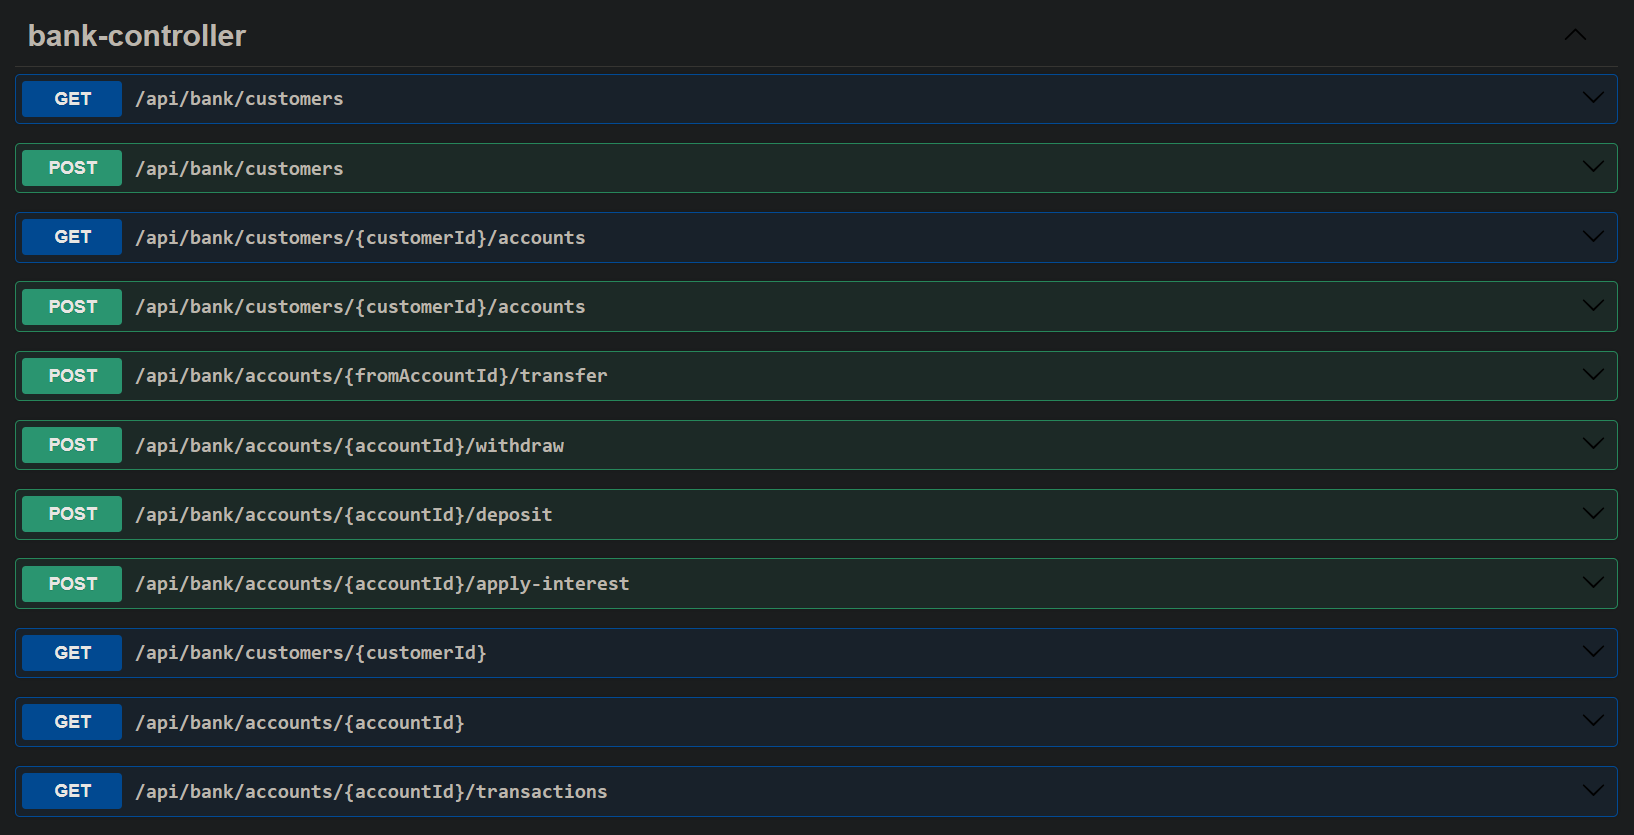 bank-controller
GET /api/bank/customers
POST /api/bank/customers
GET /api/bank/customers/{customerId}/accounts
POST /api/bank/customers/{customerId}/accounts
POST /api/bank/accounts/{fromAccountId}/transfer
POST /api/bank/accounts/{accountId}/withdraw
POST /api/bank/accounts/{accountId}/deposit
POST /api/bank/accounts/{accountId}/apply-interest
GET /api/bank/customers/{customerId}
GET /api/bank/accounts/{accountId}
GET /api/bank/accounts/{accountId}/transactions